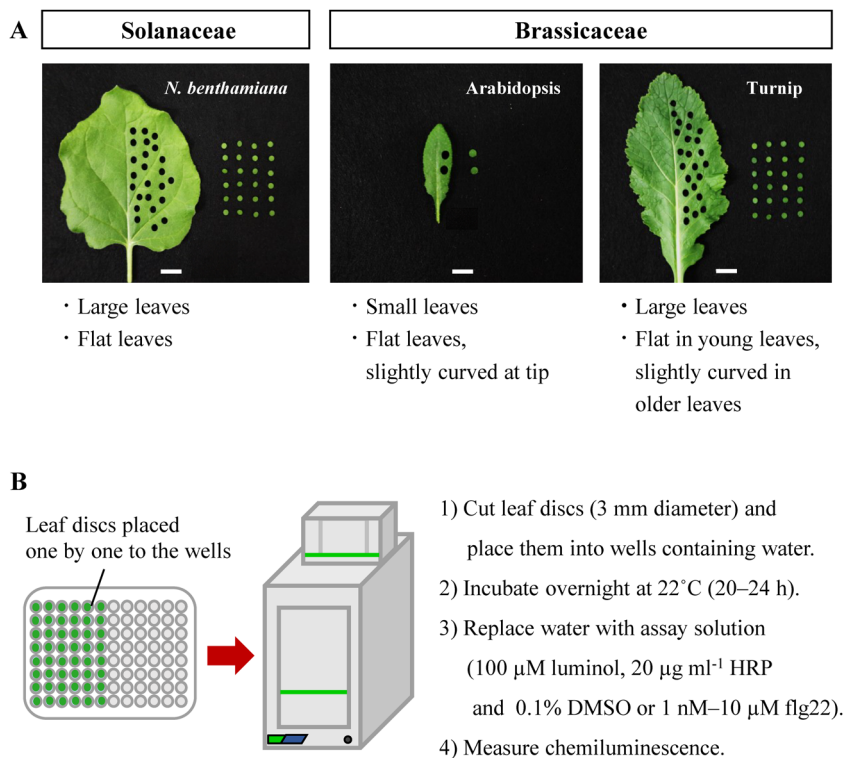 A
Solanaceae
Brassicaceae
N. benthamiana
Arabidopsis
Turnip
・Large leaves
・Flat leaves
・Small leaves
・Flat leaves,
slightly curved at tip
・Large leaves
・Flat in young leaves,
slightly curved in
older leaves
B
Leaf discs placed
one by one to the wells
1) Cut leaf discs (3 mm diameter) and
place them into wells containing water.
2) Incubate overnight at 22˚C (20–24 h).
3) Replace water with assay solution
(100 µM luminol, 20 µg ml⁻¹ HRP
and 0.1% DMSO or 1 nM–10 µM flg22).
4) Measure chemiluminescence.